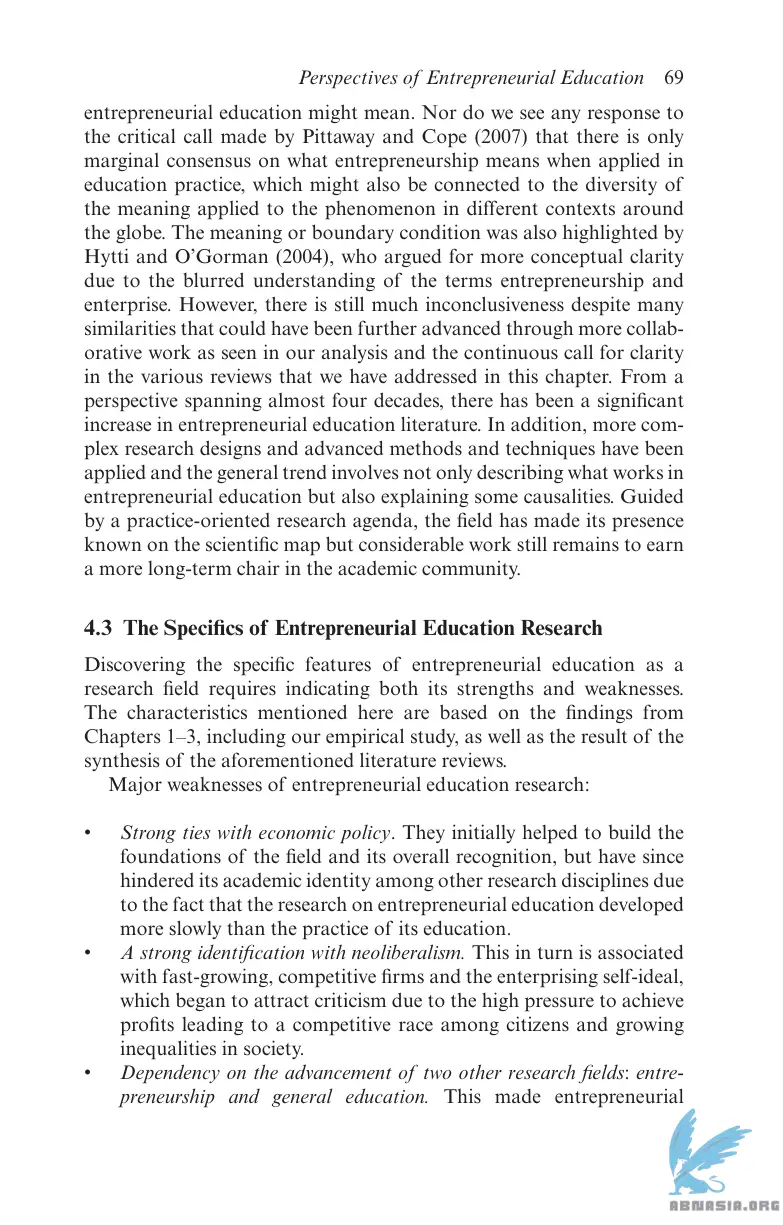 Perspectives of Entrepreneurial Education 69
entrepreneurial education might mean. Nor do we see any response to
the critical call made by Pittaway and Cope (2007) that there is only
marginal consensus on what entrepreneurship means when applied in
education practice, which might also be connected to the diversity of
the meaning applied to the phenomenon in different contexts around
the globe. The meaning or boundary condition was also highlighted by
Hytti and O’Gorman (2004), who argued for more conceptual clarity
due to the blurred understanding of the terms entrepreneurship and
enterprise. However, there is still much inconclusiveness despite many
similarities that could have been further advanced through more collab-
orative work as seen in our analysis and the continuous call for clarity
in the various reviews that we have addressed in this chapter. From a
perspective spanning almost four decades, there has been a significant
increase in entrepreneurial education literature. In addition, more com-
plex research designs and advanced methods and techniques have been
applied and the general trend involves not only describing what works in
entrepreneurial education but also explaining some causalities. Guided
by a practice-oriented research agenda, the field has made its presence
known on the scientific map but considerable work still remains to earn
a more long-term chair in the academic community.
4.3 The Specifics of Entrepreneurial Education Research
Discovering the specific features of entrepreneurial education as a
research field requires indicating both its strengths and weaknesses.
The characteristics mentioned here are based on the findings from
Chapters 1–3, including our empirical study, as well as the result of the
synthesis of the aforementioned literature reviews.
Major weaknesses of entrepreneurial education research:
• Strong ties with economic policy. They initially helped to build the
foundations of the field and its overall recognition, but have since
hindered its academic identity among other research disciplines due
to the fact that the research on entrepreneurial education developed
more slowly than the practice of its education.
• A strong identification with neoliberalism. This in turn is associated
with fast-growing, competitive firms and the enterprising self-ideal,
which began to attract criticism due to the high pressure to achieve
profits leading to a competitive race among citizens and growing
inequalities in society.
• Dependency on the advancement of two other research fields: entre-
preneurship and general education. This made entrepreneurial
ABNASIA.ORG